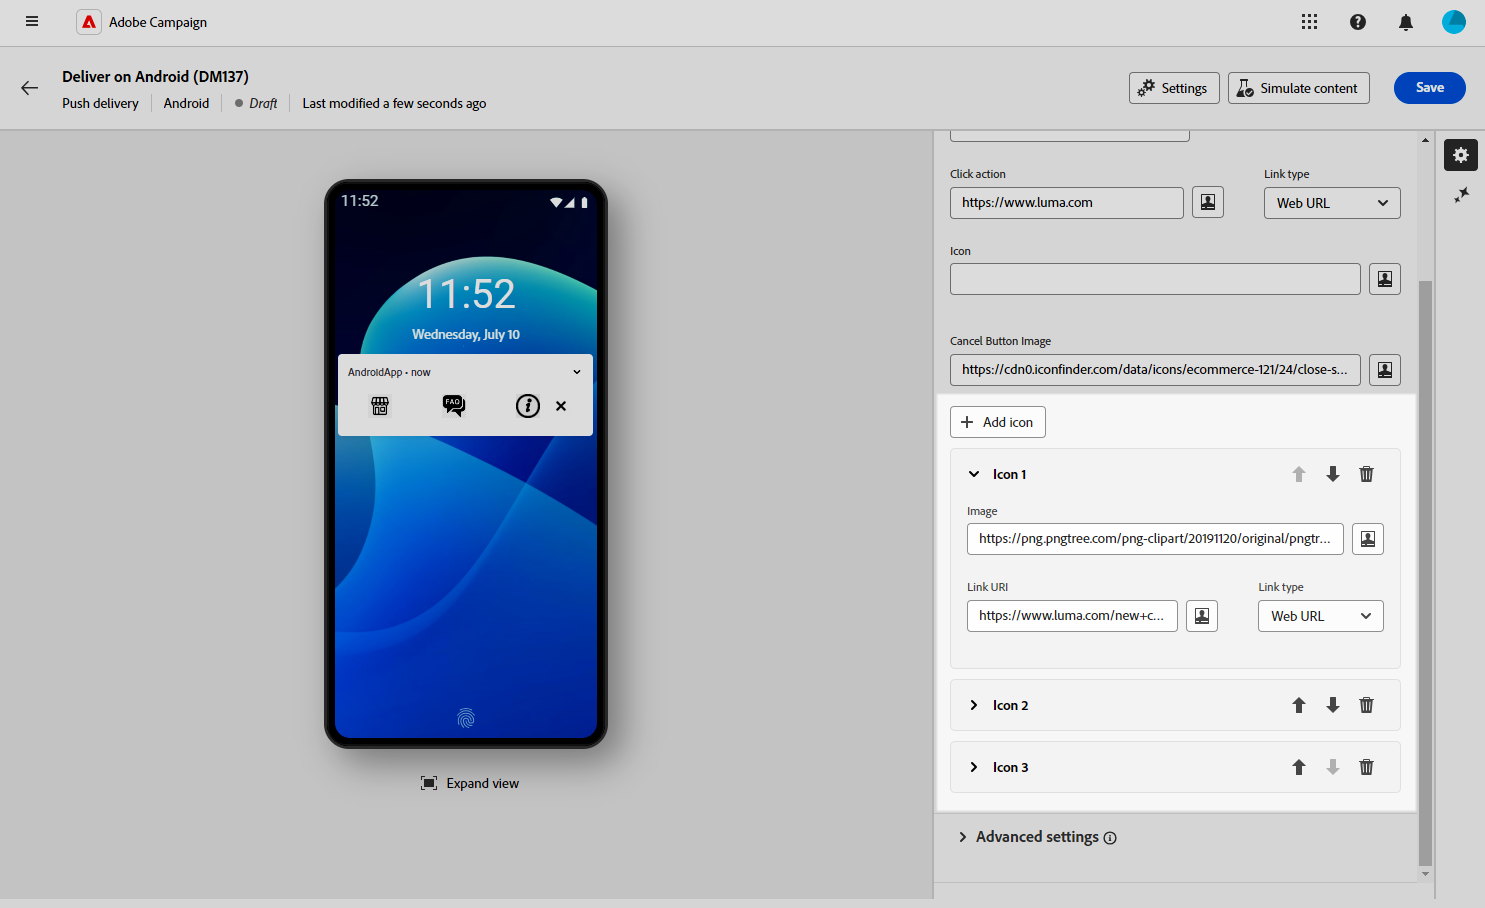 Adobe Campaign
Deliver on Android (DM137)
Push delivery
Android
Draft
Last modified a few seconds ago
Settings
Simulate content
Save
11:52
11:52
Wednesday, July 10
AndroidApp • now
FAQ
Expand view
Click action
Link type
https://www.luma.com
Web URL
Icon
Cancel Button Image
https://cdn0.iconfinder.com/data/icons/ecommerce-121/24/close-s...
Add icon
Icon 1
Image
https://png.pngtree.com/png-clipart/20191120/original/pngtr...
Link URI
Link type
https://www.luma.com/new+c...
Web URL
Icon 2
Icon 3
Advanced settings